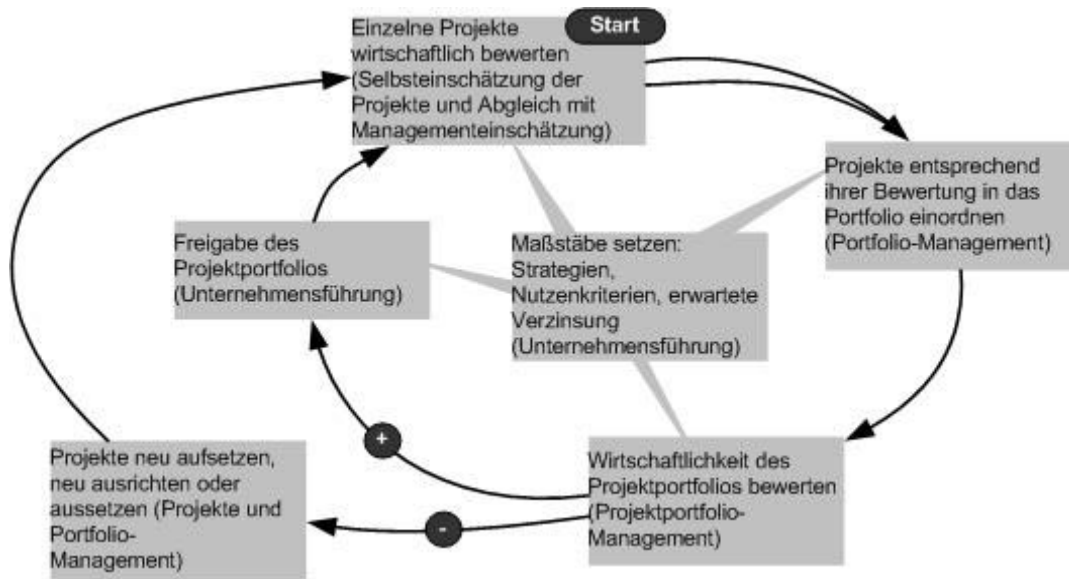 Start
Einzelne Projekte
wirtschaftlich bewerten
(Selbsteinschätzung der
Projekte und Abgleich mit
Managementeinschätzung)
Projekte entsprechend
ihrer Bewertung in das
Portfolio einordnen
(Portfolio-Management)
Freigabe des
Projektportfolios
(Unternehmensführung)
Maßstäbe setzen:
Strategien,
Nutzenkriterien, erwartete
Verzinsung
(Unternehmensführung)
+
-
Projekte neu aufsetzen,
neu ausrichten oder
aussetzen (Projekte und
Portfolio-
Management)
Wirtschaftlichkeit des
Projektportfolios bewerten
(Projektportfolio-
Management)